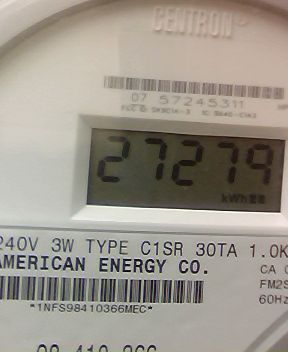 CENTRON
07 57245311
27279
kWh
240V 3W TYPE C1SR 30TA 1.0K
AMERICAN ENERGY CO.
CA 0
FM2S
*1NFS98410366MEC*
60Hz